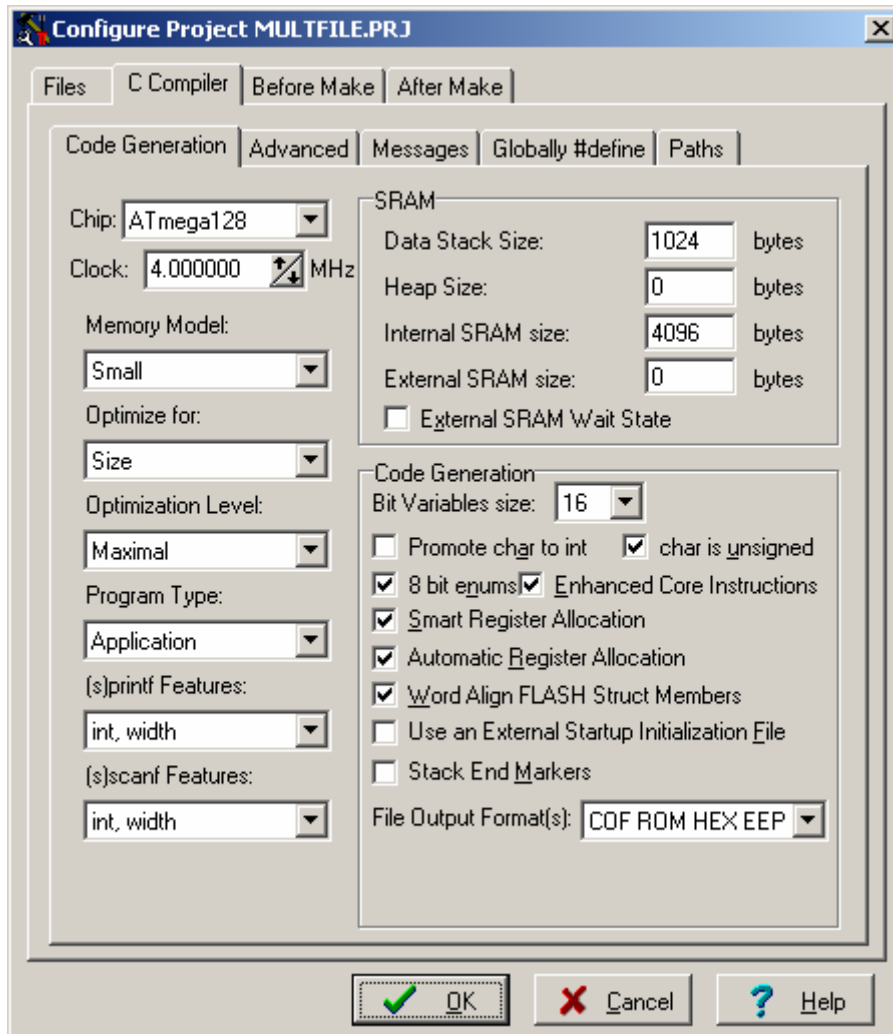 Configure Project MULTFILE.PRJ
Files C Compiler Before Make After Make
Code Generation Advanced Messages Globally #define Paths
Chip: ATmega128
Clock: 4.000000 MHz
Memory Model:
Small
Optimize for:
Size
Optimization Level:
Maximal
Program Type:
Application
(s)printf Features:
int, width
(s)scanf Features:
int, width
SRAM
Data Stack Size: 1024 bytes
Heap Size: 0 bytes
Internal SRAM size: 4096 bytes
External SRAM size: 0 bytes
External SRAM Wait State
Code Generation
Bit Variables size: 16
Promote char to int char is unsigned
8 bit enums Enhanced Core Instructions
Smart Register Allocation
Automatic Register Allocation
Word Align FLASH Struct Members
Use an External Startup Initialization File
Stack End Markers
File Output Format(s): COF ROM HEX EEP
OK Cancel Help